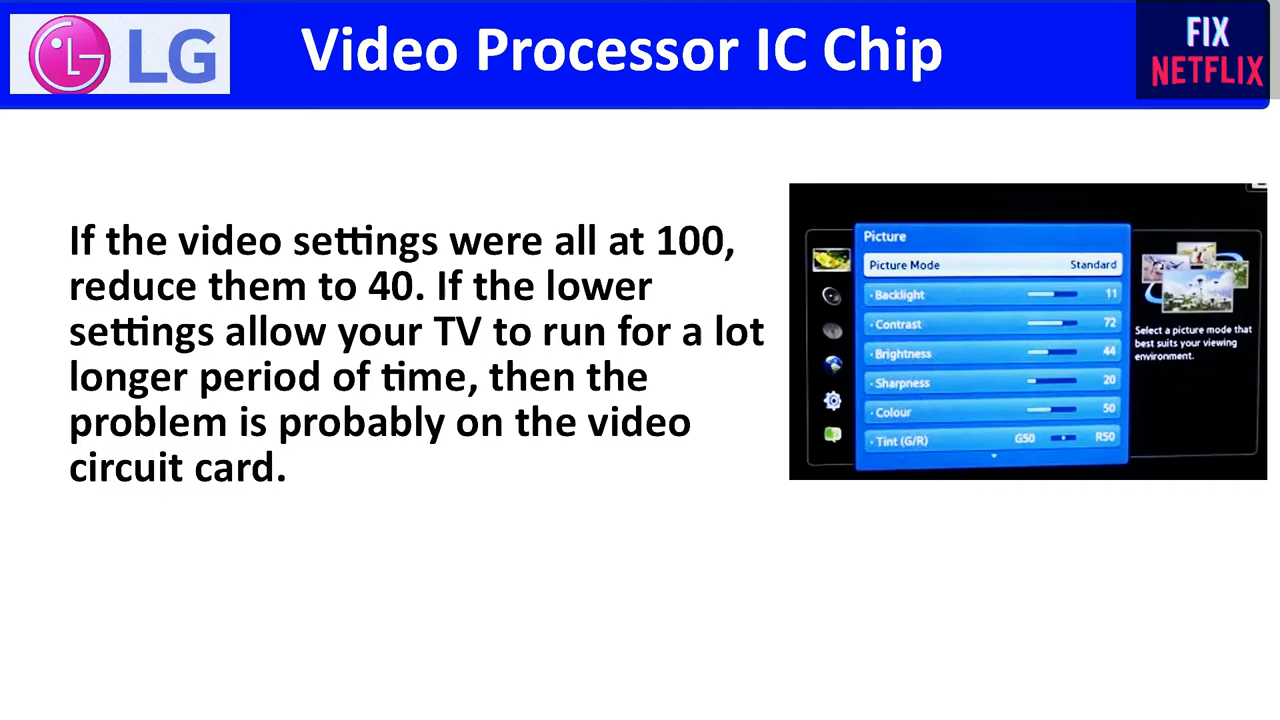 LG
Video Processor IC Chip
FIX
NETFLIX
If the video settings were all at 100,
reduce them to 40. If the lower
settings allow your TV to run for a lot
longer period of time, then the
problem is probably on the video
circuit card.
Picture
Picture Mode Standard
· Backlight 11
· Contrast 72
· Brightness 44
· Sharpness 20
· Colour 50
· Tint (G/R) G50 R50
Select a picture mode that
best suits your viewing
environment.